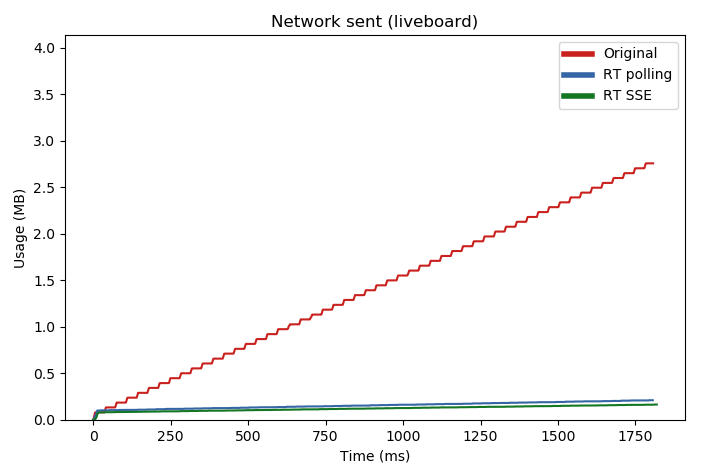 Network sent (liveboard)
Original
RT polling
RT SSE
Usage (MB)
4.0
3.5
3.0
2.5
2.0
1.5
1.0
0.5
0.0
0 250 500 750 1000 1250 1500 1750
Time (ms)